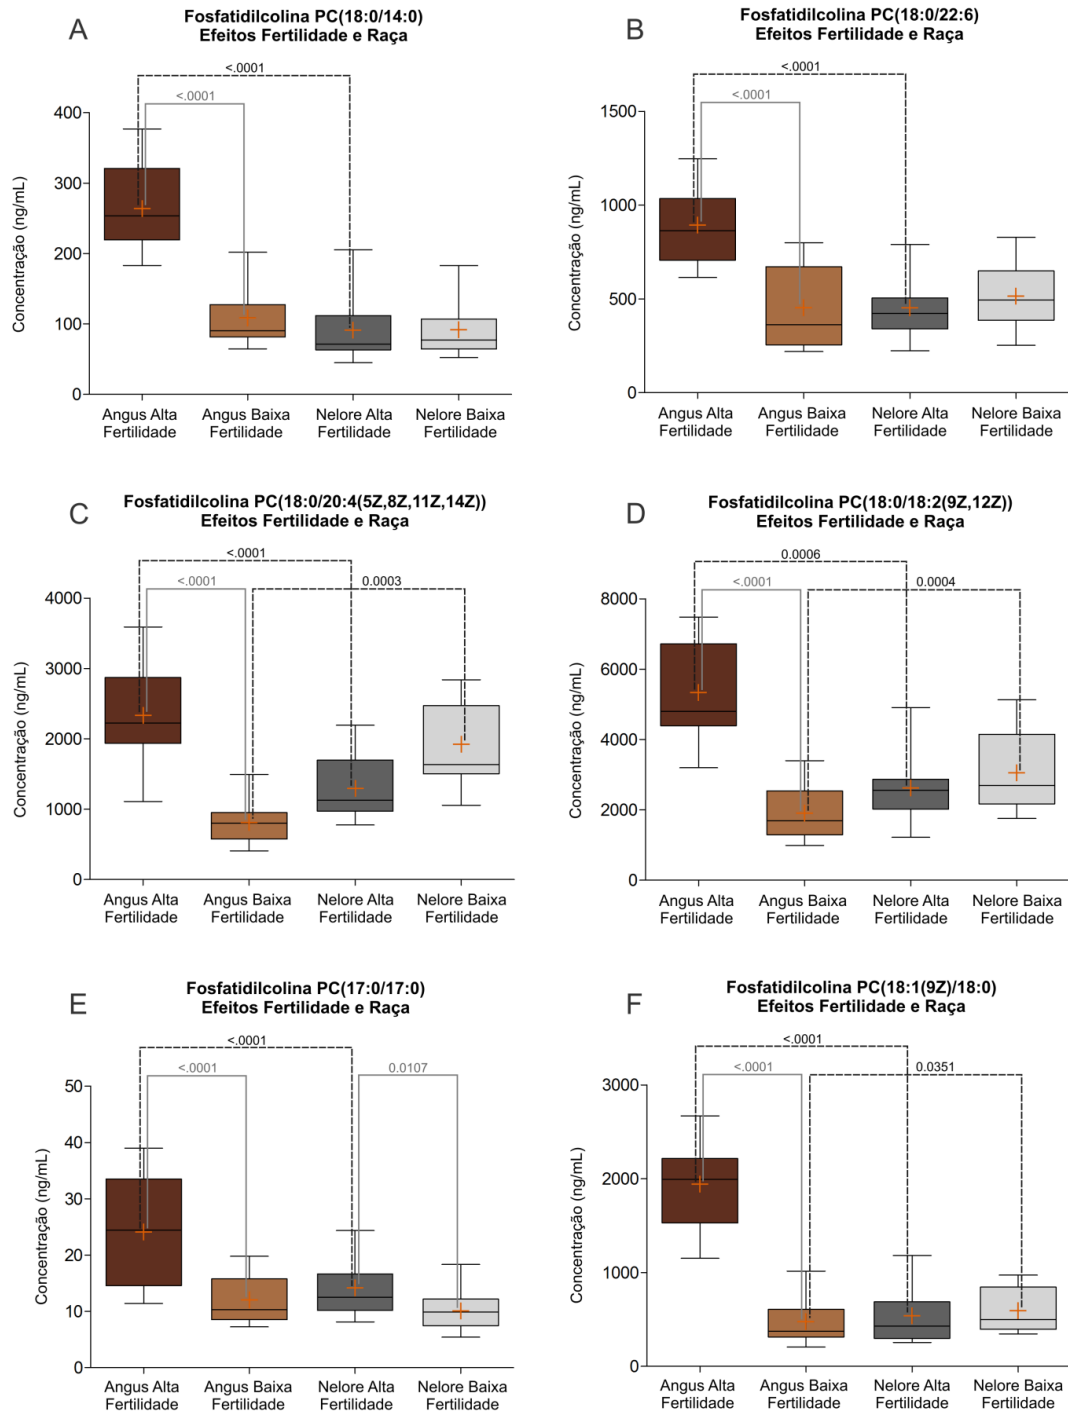 A
Fosfatidilcolina PC(18:0/14:0)
Efeitos Fertilidade e Raça
<.0001
<.0001
Concentração (ng/mL)
400
300
200
100
0
Angus Alta
Fertilidade
Angus Baixa
Fertilidade
Nelore Alta
Fertilidade
Nelore Baixa
Fertilidade
B
Fosfatidilcolina PC(18:0/22:6)
Efeitos Fertilidade e Raça
<.0001
<.0001
Concentração (ng/mL)
1500
1000
500
0
Angus Alta
Fertilidade
Angus Baixa
Fertilidade
Nelore Alta
Fertilidade
Nelore Baixa
Fertilidade
C
Fosfatidilcolina PC(18:0/20:4(5Z,8Z,11Z,14Z))
Efeitos Fertilidade e Raça
<.0001
<.0001
0.0003
Concentração (ng/mL)
4000
3000
2000
1000
0
Angus Alta
Fertilidade
Angus Baixa
Fertilidade
Nelore Alta
Fertilidade
Nelore Baixa
Fertilidade
D
Fosfatidilcolina PC(18:0/18:2(9Z,12Z))
Efeitos Fertilidade e Raça
0.0006
<.0001
0.0004
Concentração (ng/mL)
8000
6000
4000
2000
0
Angus Alta
Fertilidade
Angus Baixa
Fertilidade
Nelore Alta
Fertilidade
Nelore Baixa
Fertilidade
E
Fosfatidilcolina PC(17:0/17:0)
Efeitos Fertilidade e Raça
<.0001
<.0001
0.0107
Concentração (ng/mL)
50
40
30
20
10
0
Angus Alta
Fertilidade
Angus Baixa
Fertilidade
Nelore Alta
Fertilidade
Nelore Baixa
Fertilidade
F
Fosfatidilcolina PC(18:1(9Z)/18:0)
Efeitos Fertilidade e Raça
<.0001
<.0001
0.0351
Concentração (ng/mL)
3000
2000
1000
0
Angus Alta
Fertilidade
Angus Baixa
Fertilidade
Nelore Alta
Fertilidade
Nelore Baixa
Fertilidade